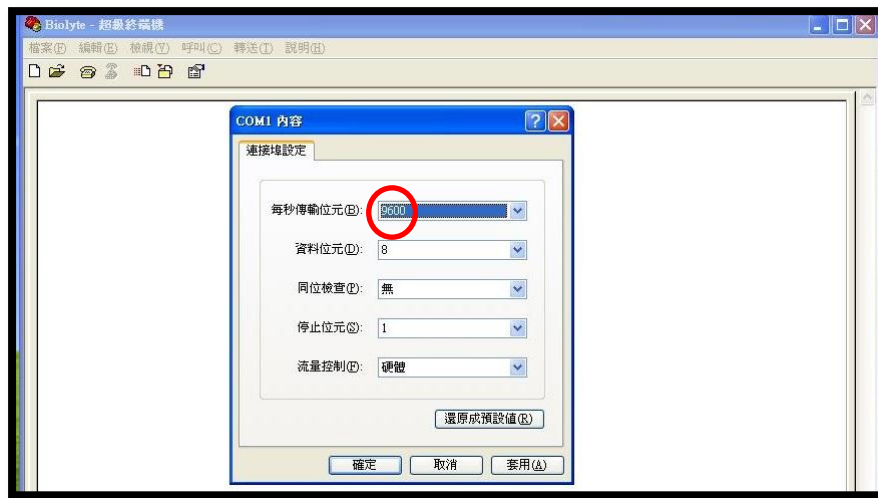 Biolyte - 超級終端機
檔案(F) 編輯(E) 檢視(V) 呼叫(C) 轉送(T) 說明(H)
COM1 內容
連接埠設定
每秒傳輸位元(B): 9600
資料位元(D): 8
同位檢查(P): 無
停止位元(S): 1
流量控制(F): 硬體
還原成預設值(R)
確定 取消 套用(A)